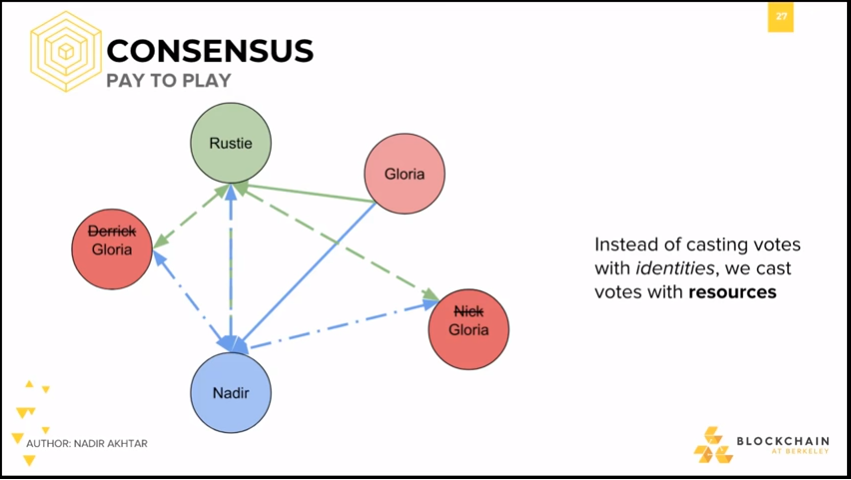 27
CONSENSUS
PAY TO PLAY
Rustie
Gloria
Derrick
Gloria
Instead of casting votes
with identities, we cast
votes with resources
Nick
Gloria
Nadir
AUTHOR: NADIR AKHTAR
BLOCKCHAIN
AT BERKELEY